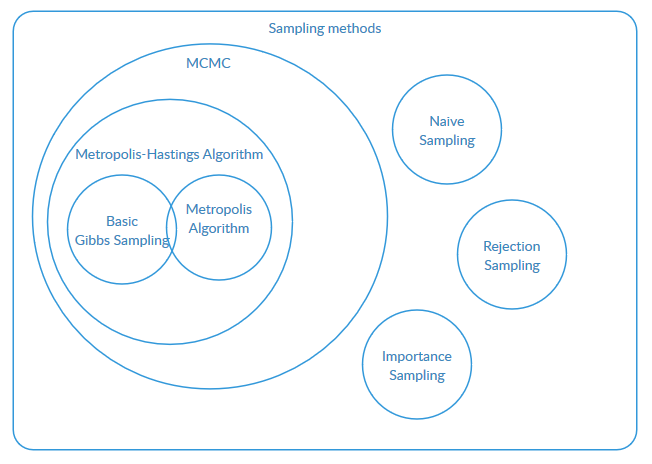 Sampling methods
MCMC
Metropolis-Hastings Algorithm
Basic
Gibbs Sampling
Metropolis
Algorithm
Naive
Sampling
Rejection
Sampling
Importance
Sampling